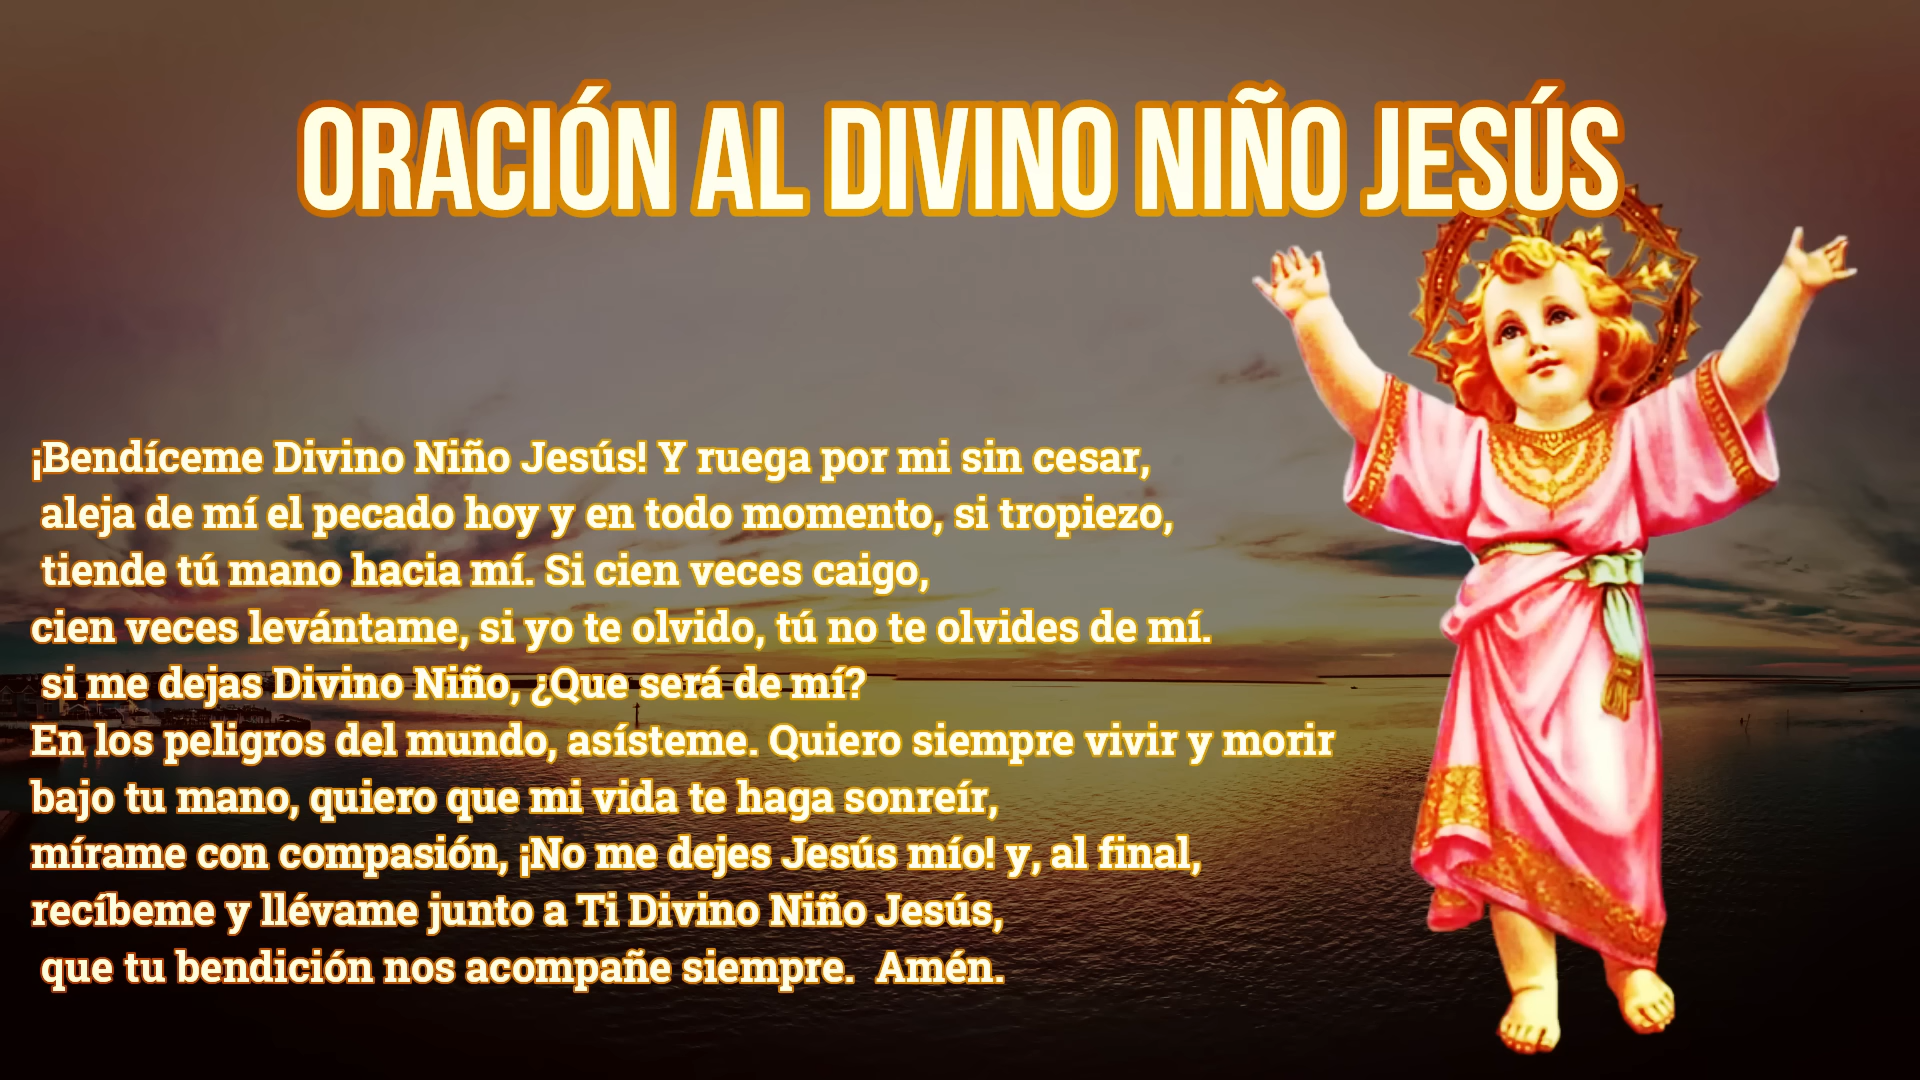 ORACIÓN AL DIVINO NIÑO JESÚS
¡Bendíceme Divino Niño Jesús! Y ruega por mi sin cesar,
aleja de mí el pecado hoy y en todo momento, si tropiezo,
tiende tú mano hacia mí. Si cien veces caigo,
cien veces levántame, si yo te olvido, tú no te olvides de mí.
si me dejas Divino Niño, ¿Que será de mí?
En los peligros del mundo, asísteme. Quiero siempre vivir y morir
bajo tu mano, quiero que mi vida te haga sonreír,
mírame con compasión, ¡No me dejes Jesús mío! y, al final,
recíbeme y llévame junto a Ti Divino Niño Jesús,
que tu bendición nos acompañe siempre.  Amén.